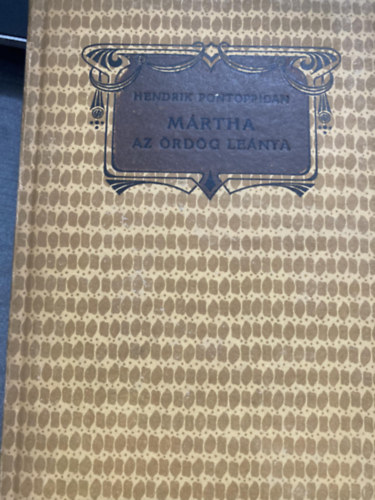 HENDRIK PONTOPPIDAN
MÁRTHA
AZ ÖRDÖG LEÁNYA